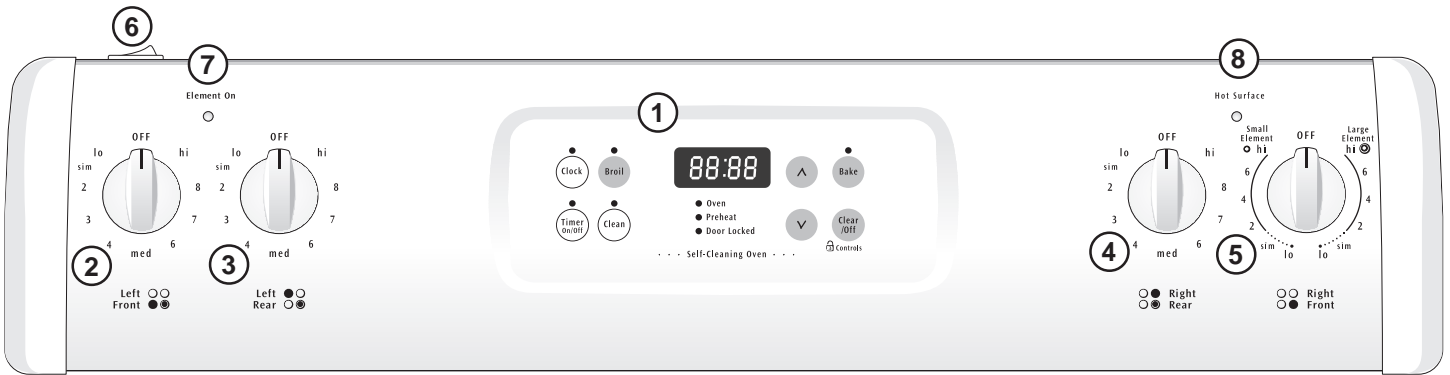 6
7
Element On
OFF
lo
hi
sim
2
8
3
7
4
6
med
2
Left
Front
OFF
lo
hi
sim
2
8
3
7
4
6
med
3
Left
Rear
1
Clock
Broil
88:88
Bake
Timer
On/Off
Clean
Oven
Preheat
Door Locked
Clear
/Off
Controls
Self-Cleaning Oven
8
Hot Surface
OFF
lo
hi
sim
2
8
3
7
4
6
med
4
Right
Rear
Small
Element
hi
OFF
Large
Element
hi
6
6
4
4
2
2
sim
sim
lo
lo
5
Right
Front